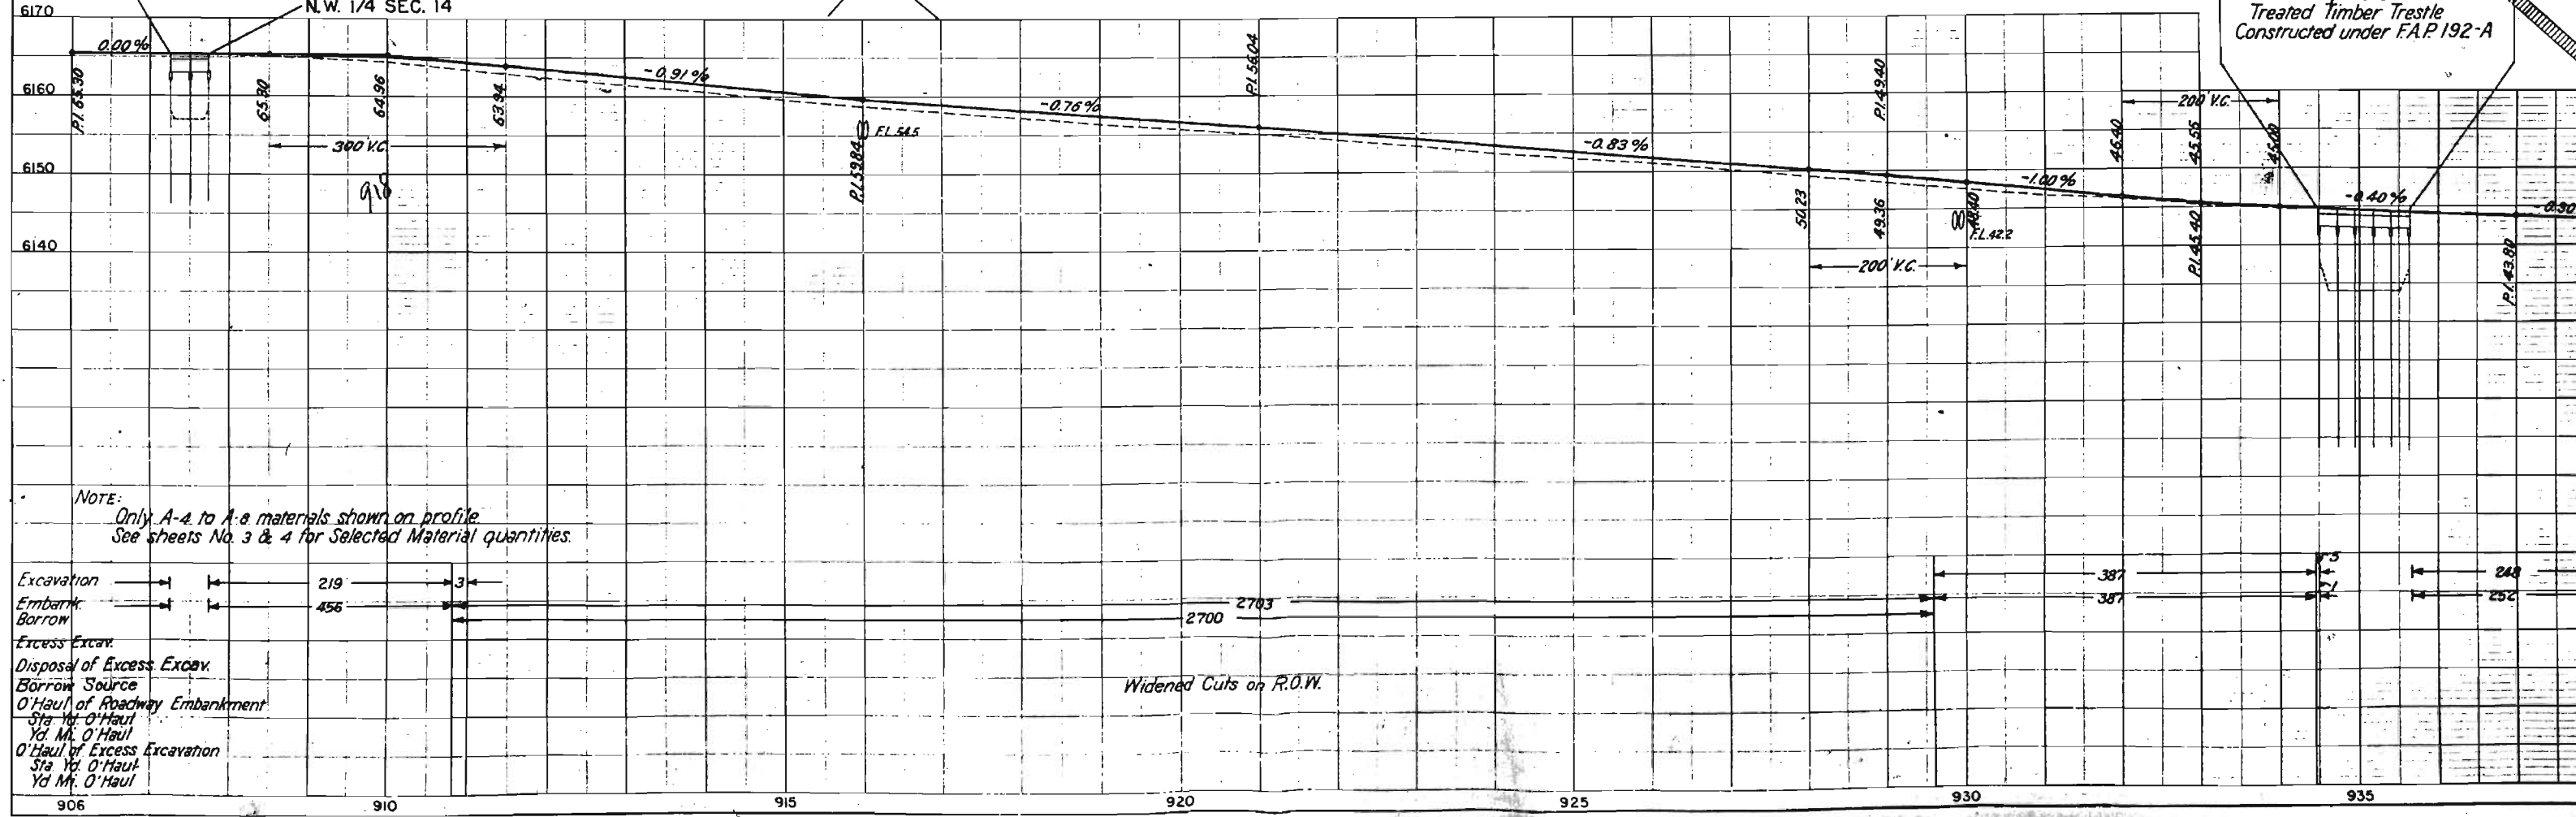 N.W. 1/4 SEC. 14
Treated Timber Trestle
Constructed under F.A.P. 192-A
6170
6160
6150
6140
0.00%
-0.91%
-0.76%
-0.83%
-1.00%
-0.40%
P.I. 65.30
65.30
64.96
63.94
300' V.C.
918
P.I. 59.84
F.L. 54.5
P.I. 56.04
50.23
P.I. 49.40
49.36
48.40
F.L. 42.2
200' V.C.
200' V.C.
46.40
45.55
45.00
P.I. 45.40
P.I. 43.80
NOTE:
Only A-4 to A-8 materials shown on profile.
See sheets No. 3 & 4 for Selected Material quantities.
Excavation 219 3 387 5 248
Embank. 456 2703 387 1 252
Borrow 2700
Excess Excav.
Disposal of Excess Excav.
Borrow Source Widened Cuts on R.O.W.
O'Haul of Roadway Embankment
Sta. Yd. O'Haul
Yd. Mi. O'Haul
O'Haul of Excess Excavation
Sta. Yd. O'Haul
Yd Mi. O'Haul
906 910 915 920 925 930 935